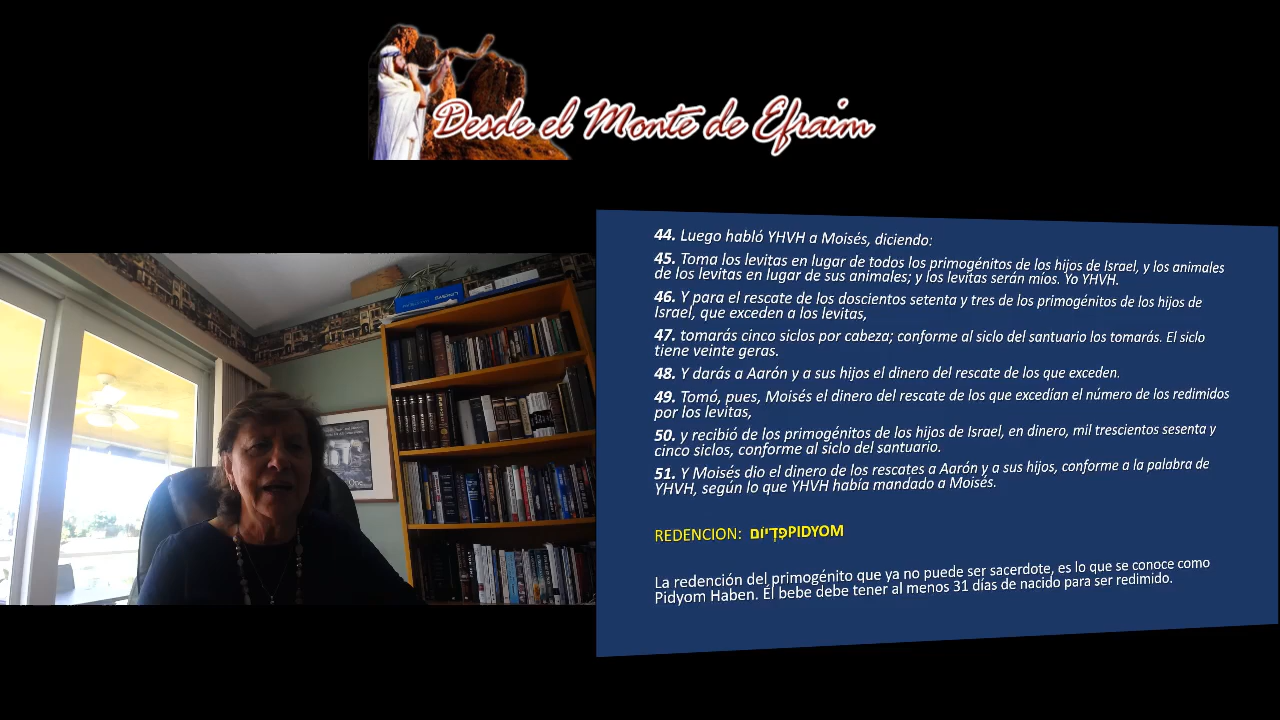 Desde el Monte de Efraim
44. Luego habló YHVH a Moisés, diciendo:
45. Toma los levitas en lugar de todos los primogénitos de los hijos de Israel, y los animales
de los levitas en lugar de sus animales; y los levitas serán míos. Yo YHVH.
46. Y para el rescate de los doscientos setenta y tres de los primogénitos de los hijos de
Israel, que exceden a los levitas,
47. tomarás cinco siclos por cabeza; conforme al siclo del santuario los tomarás. El siclo
tiene veinte geras.
48. Y darás a Aarón y a sus hijos el dinero del rescate de los que exceden.
49. Tomó, pues, Moisés el dinero del rescate de los que excedían el número de los redimidos
por los levitas,
50. y recibió de los primogénitos de los hijos de Israel, en dinero, mil trescientos sesenta y
cinco siclos, conforme al siclo del santuario.
51. Y Moisés dio el dinero de los rescates a Aarón y a sus hijos, conforme a la palabra de
YHVH, según lo que YHVH había mandado a Moisés.
REDENCION: פִּדְיוֹםPIDYOM
La redención del primogénito que ya no puede ser sacerdote, es lo que se conoce como
Pidyom Haben. El bebe debe tener al menos 31 días de nacido para ser redimido.